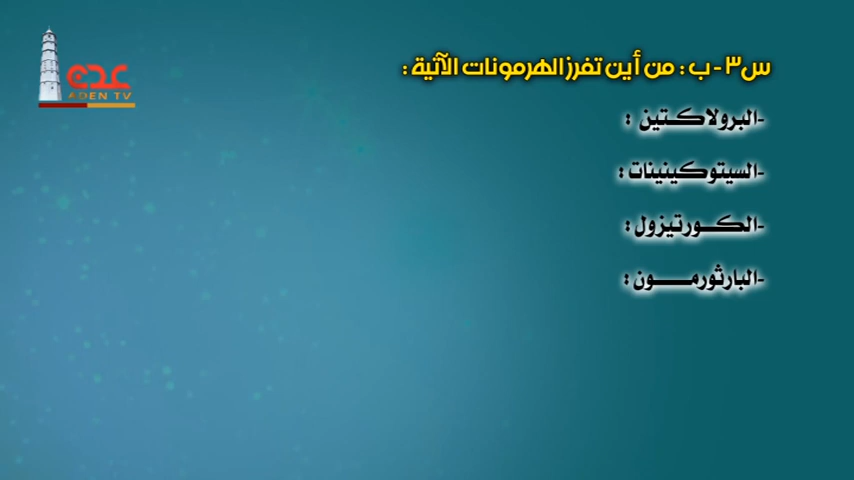 عدن
ADEN TV
س٣ - ب : من أين تفرز الهرمونات الآتية :
-البرولاكتين :
-السيتوكينينات :
-الكورتيزول :
-البارثورمون :